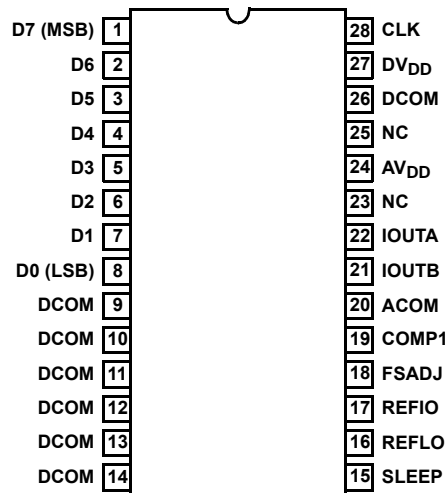 D7 (MSB) 1 28 CLK
D6 2 27 DVDD
D5 3 26 DCOM
D4 4 25 NC
D3 5 24 AVDD
D2 6 23 NC
D1 7 22 IOUTA
D0 (LSB) 8 21 IOUTB
DCOM 9 20 ACOM
DCOM 10 19 COMP1
DCOM 11 18 FSADJ
DCOM 12 17 REFIO
DCOM 13 16 REFLO
DCOM 14 15 SLEEP